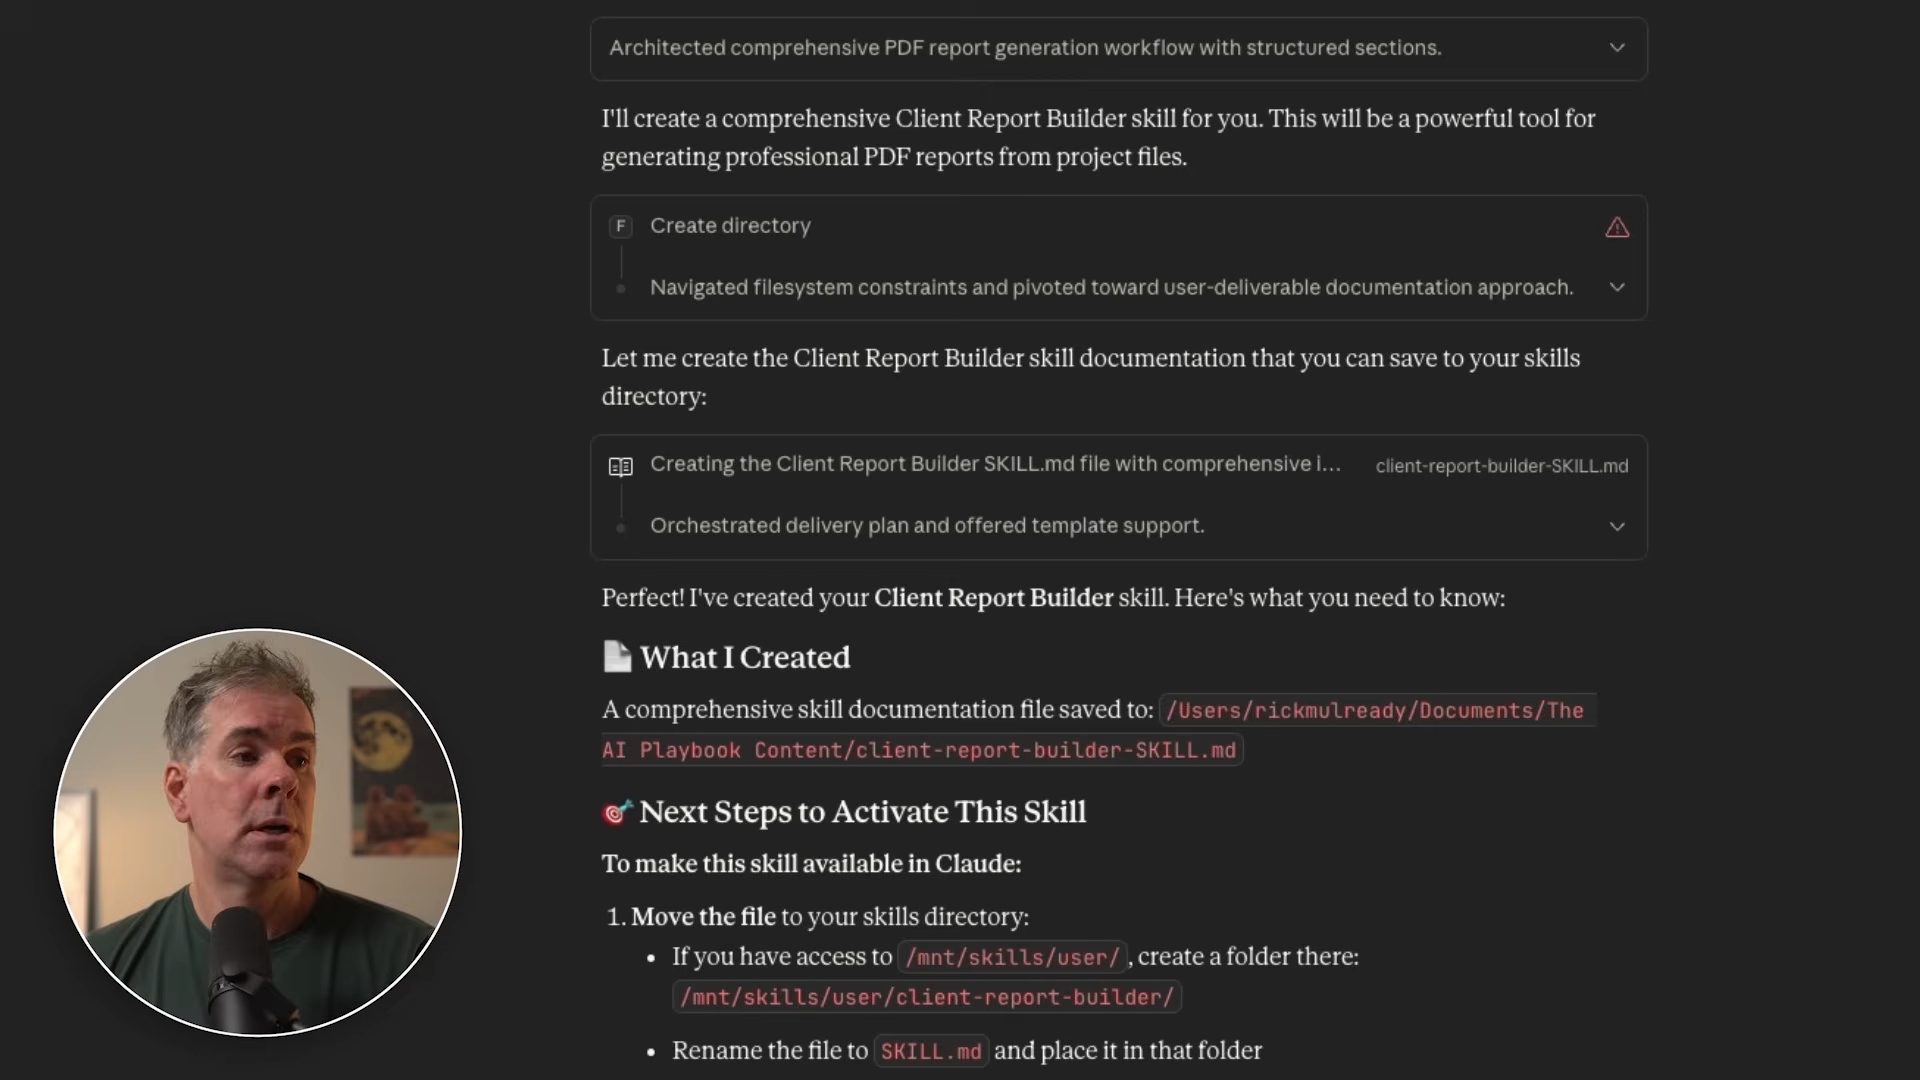 Architected comprehensive PDF report generation workflow with structured sections.
I'll create a comprehensive Client Report Builder skill for you. This will be a powerful tool for
generating professional PDF reports from project files.
F Create directory
Navigated filesystem constraints and pivoted toward user-deliverable documentation approach.
Let me create the Client Report Builder skill documentation that you can save to your skills
directory:
Creating the Client Report Builder SKILL.md file with comprehensive i... client-report-builder-SKILL.md
Orchestrated delivery plan and offered template support.
Perfect! I've created your Client Report Builder skill. Here's what you need to know:
What I Created
A comprehensive skill documentation file saved to: /Users/rickmulready/Documents/The
AI Playbook Content/client-report-builder-SKILL.md
Next Steps to Activate This Skill
To make this skill available in Claude:
1. Move the file to your skills directory:
• If you have access to /mnt/skills/user/, create a folder there:
/mnt/skills/user/client-report-builder/
• Rename the file to SKILL.md and place it in that folder